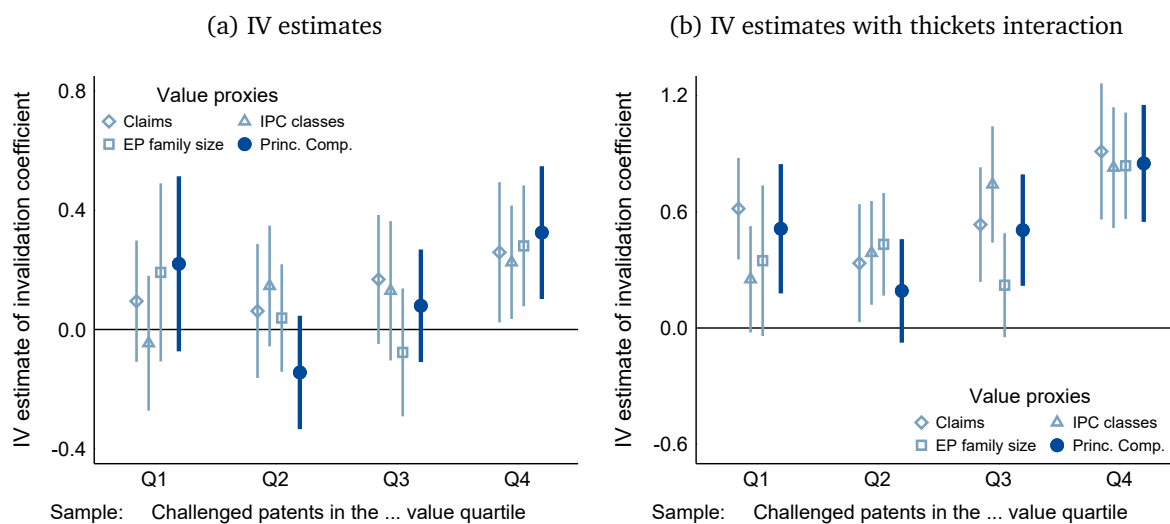 (a) IV estimates
IV estimate of invalidation coefficient
0.8
0.4
0.0
-0.4
Value proxies
Claims
IPC classes
EP family size
Princ. Comp.
Q1
Q2
Q3
Q4
Sample: Challenged patents in the ... value quartile
(b) IV estimates with thickets interaction
IV estimate of invalidation coefficient
1.2
0.6
0.0
-0.6
Value proxies
Claims
IPC classes
EP family size
Princ. Comp.
Q1
Q2
Q3
Q4
Sample: Challenged patents in the ... value quartile